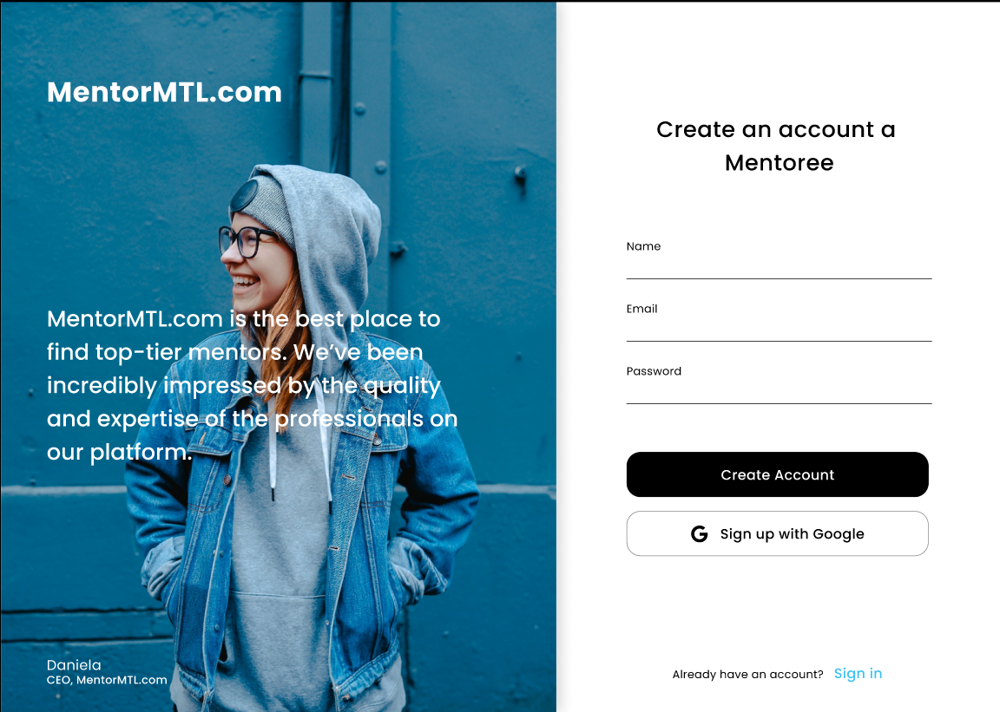 MentorMTL.com
MentorMTL.com is the best place to
find top-tier mentors. We’ve been
incredibly impressed by the quality
and expertise of the professionals on
our platform.
Daniela
CEO, MentorMTL.com
Create an account a
Mentoree
Name
Email
Password
Create Account
Sign up with Google
Already have an account? Sign in